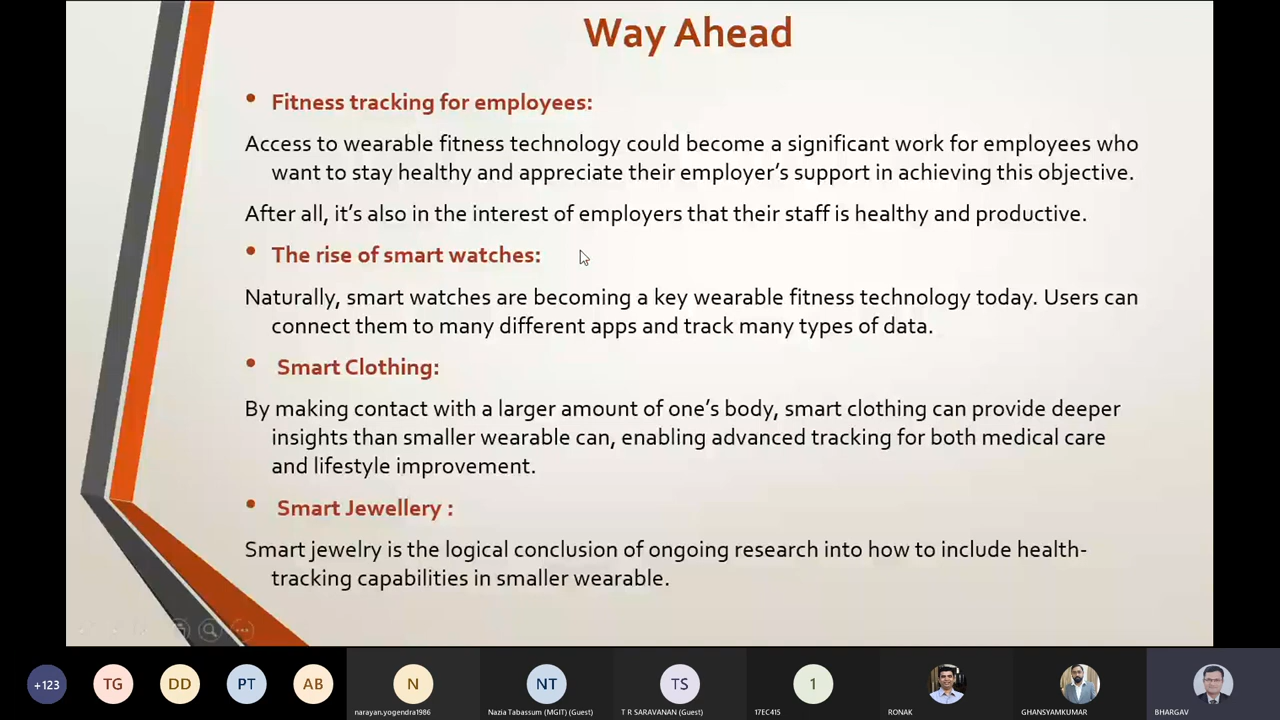 Way Ahead
• Fitness tracking for employees:
Access to wearable fitness technology could become a significant work for employees who
want to stay healthy and appreciate their employer's support in achieving this objective.
After all, it's also in the interest of employers that their staff is healthy and productive.
• The rise of smart watches:
Naturally, smart watches are becoming a key wearable fitness technology today. Users can
connect them to many different apps and track many types of data.
• Smart Clothing:
By making contact with a larger amount of one's body, smart clothing can provide deeper
insights than smaller wearable can, enabling advanced tracking for both medical care
and lifestyle improvement.
• Smart Jewellery :
Smart jewelry is the logical conclusion of ongoing research into how to include health-
tracking capabilities in smaller wearable.
+123 TG DD PT AB N NT TS 1
narayan.yogendra1986 Nazia Tabassum (MGIT) (Guest) T R SARAVANAN (Guest) 17EC415 RONAK GHANSYAMKUMAR BHARGAV